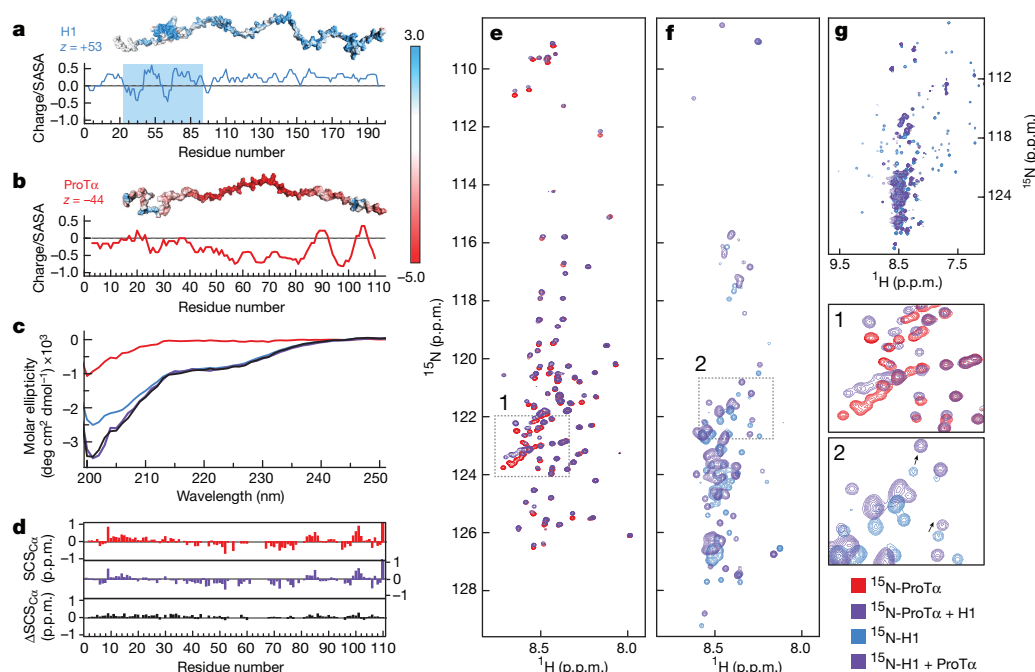 a
H1
z = +53
3.0
Charge/SASA
0.5
0.0
−0.5
−1.0
0 20 55 85 110 130 150 170 200
Residue number
b
ProTα
z = −44
Charge/SASA
0
−0.5
−1.0
−5.0
0 10 20 30 40 50 60 70 80 90 100 110
Residue number
c
Molar ellipticity
(deg cm² dmol⁻¹) ×10³
0
−1
−2
−3
200 210 220 230 240 250
Wavelength (nm)
d
SCS_Cα
(p.p.m.)
1
0
−1
1
0
−1
ΔSCS_Cα
(p.p.m.)
1
0
−1
0 10 20 30 40 50 60 70 80 90 100 110
Residue number
e
110
112
114
116
118
120
122
124
126
128
¹⁵N (p.p.m.)
1
8.5 8.0
¹H (p.p.m.)
f
2
8.5 8.0
¹H (p.p.m.)
g
112
118
124
¹⁵N (p.p.m.)
9.5 8.5 7.5
¹H (p.p.m.)
1
2
¹⁵N-ProTα
¹⁵N-ProTα + H1
¹⁵N-H1
¹⁵N-H1 + ProTα